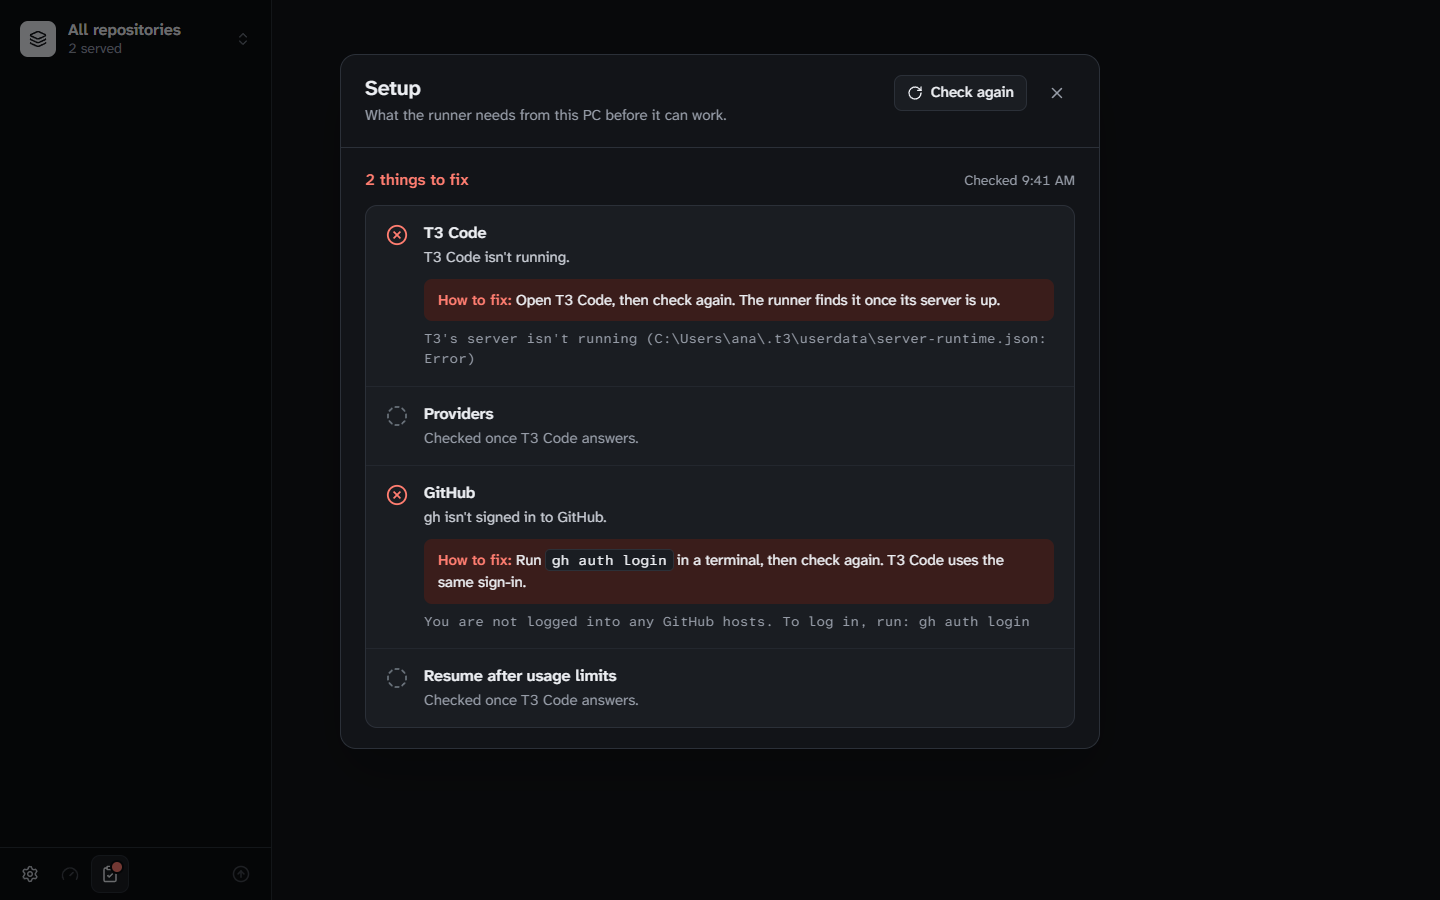 All repositories
2 served
Setup
What the runner needs from this PC before it can work.
Check again
2 things to fix
Checked 9:41 AM
T3 Code
T3 Code isn't running.
How to fix: Open T3 Code, then check again. The runner finds it once its server is up.
T3's server isn't running (C:\Users\ana\.t3\userdata\server-runtime.json:
Error)
Providers
Checked once T3 Code answers.
GitHub
gh isn't signed in to GitHub.
How to fix: Run gh auth login in a terminal, then check again. T3 Code uses the
same sign-in.
You are not logged into any GitHub hosts. To log in, run: gh auth login
Resume after usage limits
Checked once T3 Code answers.